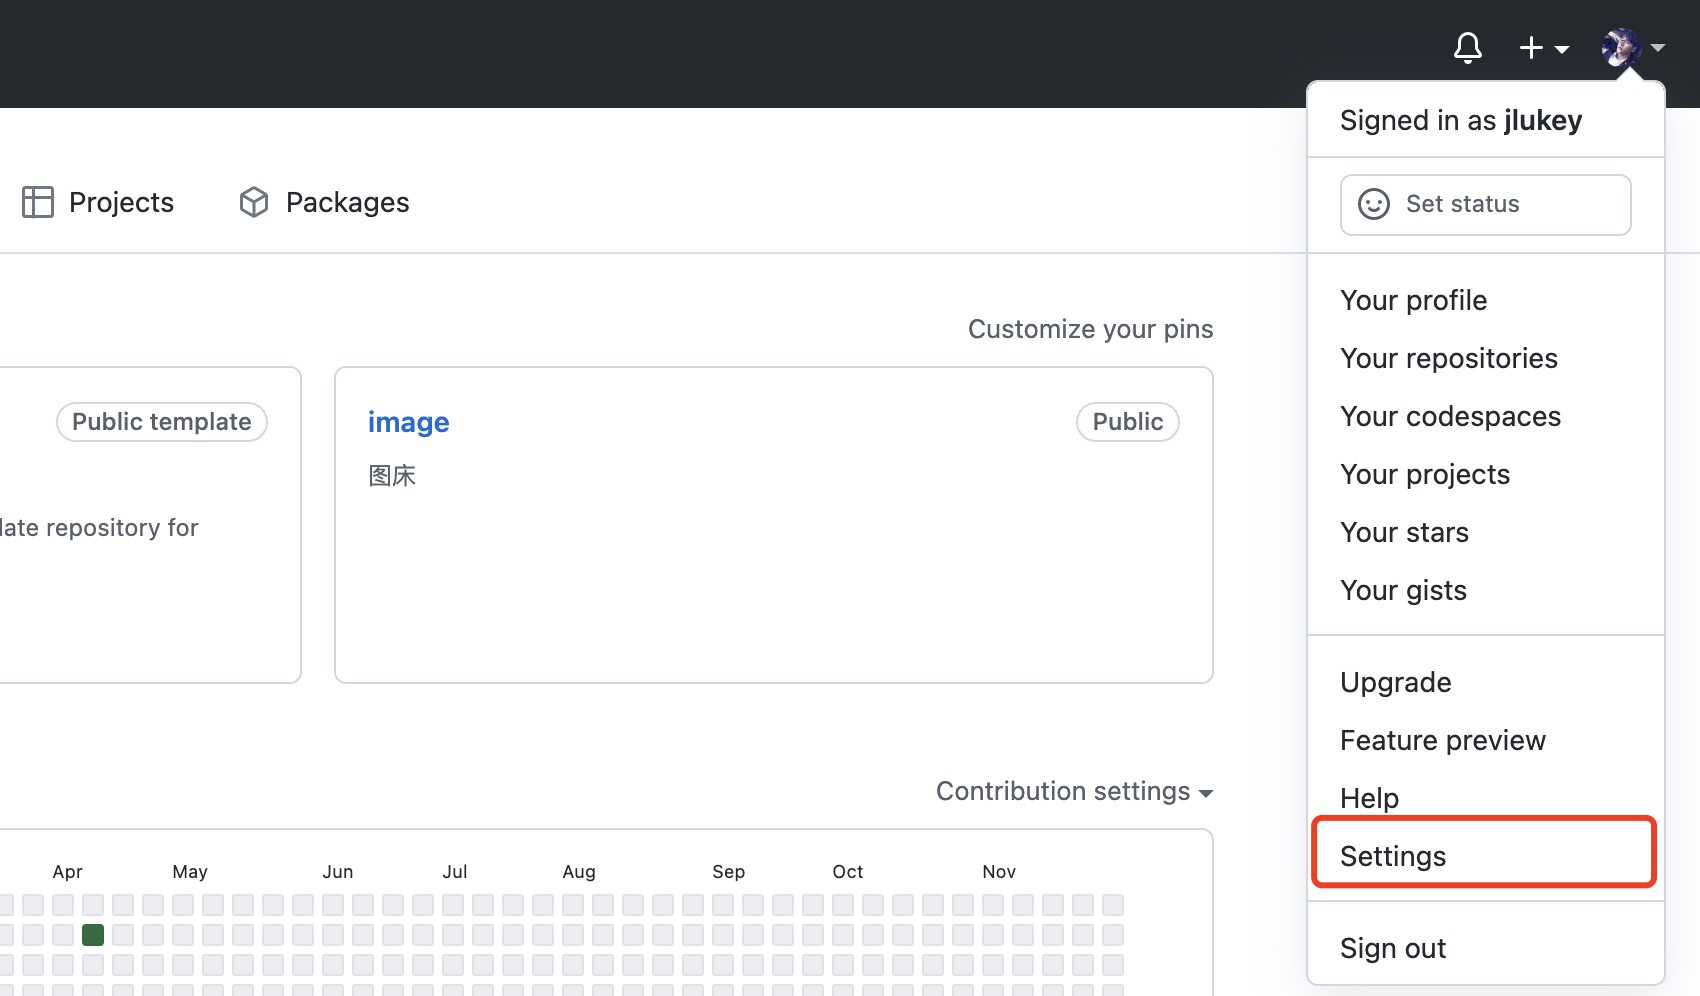 Signed in as jlukey
Set status
Your profile
Your repositories
Your codespaces
Your projects
Your stars
Your gists
Upgrade
Feature preview
Help
Settings
Sign out
Projects
Packages
Customize your pins
Public template
late repository for
image
Public
图床
Contribution settings
Apr May Jun Jul Aug Sep Oct Nov